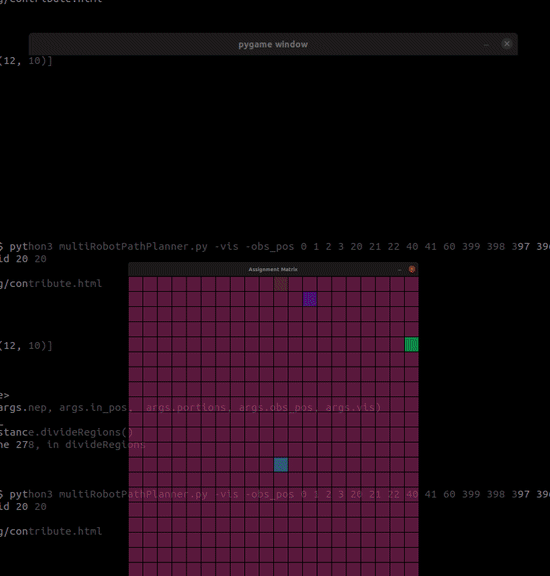 g/contribute.html
pygame window
(12, 10)]
$ python3 multiRobotPathPlanner.py -vis -obs_pos 0 1 2 3 20 21 22 40 41 60 399 398 397 396
id 20 20
Assignment Matrix
g/contribute.html
(12, 10)]
e>
args.nep, args.in_pos, args.portions, args.obs_pos, args.vis)
stance.divideRegions()
ne 278, in divideRegions
$ python3 multiRobotPathPlanner.py -vis -obs_pos 0 1 2 3 20 21 22 40 41 60 399 398 397 396
id 20 20
g/contribute.html